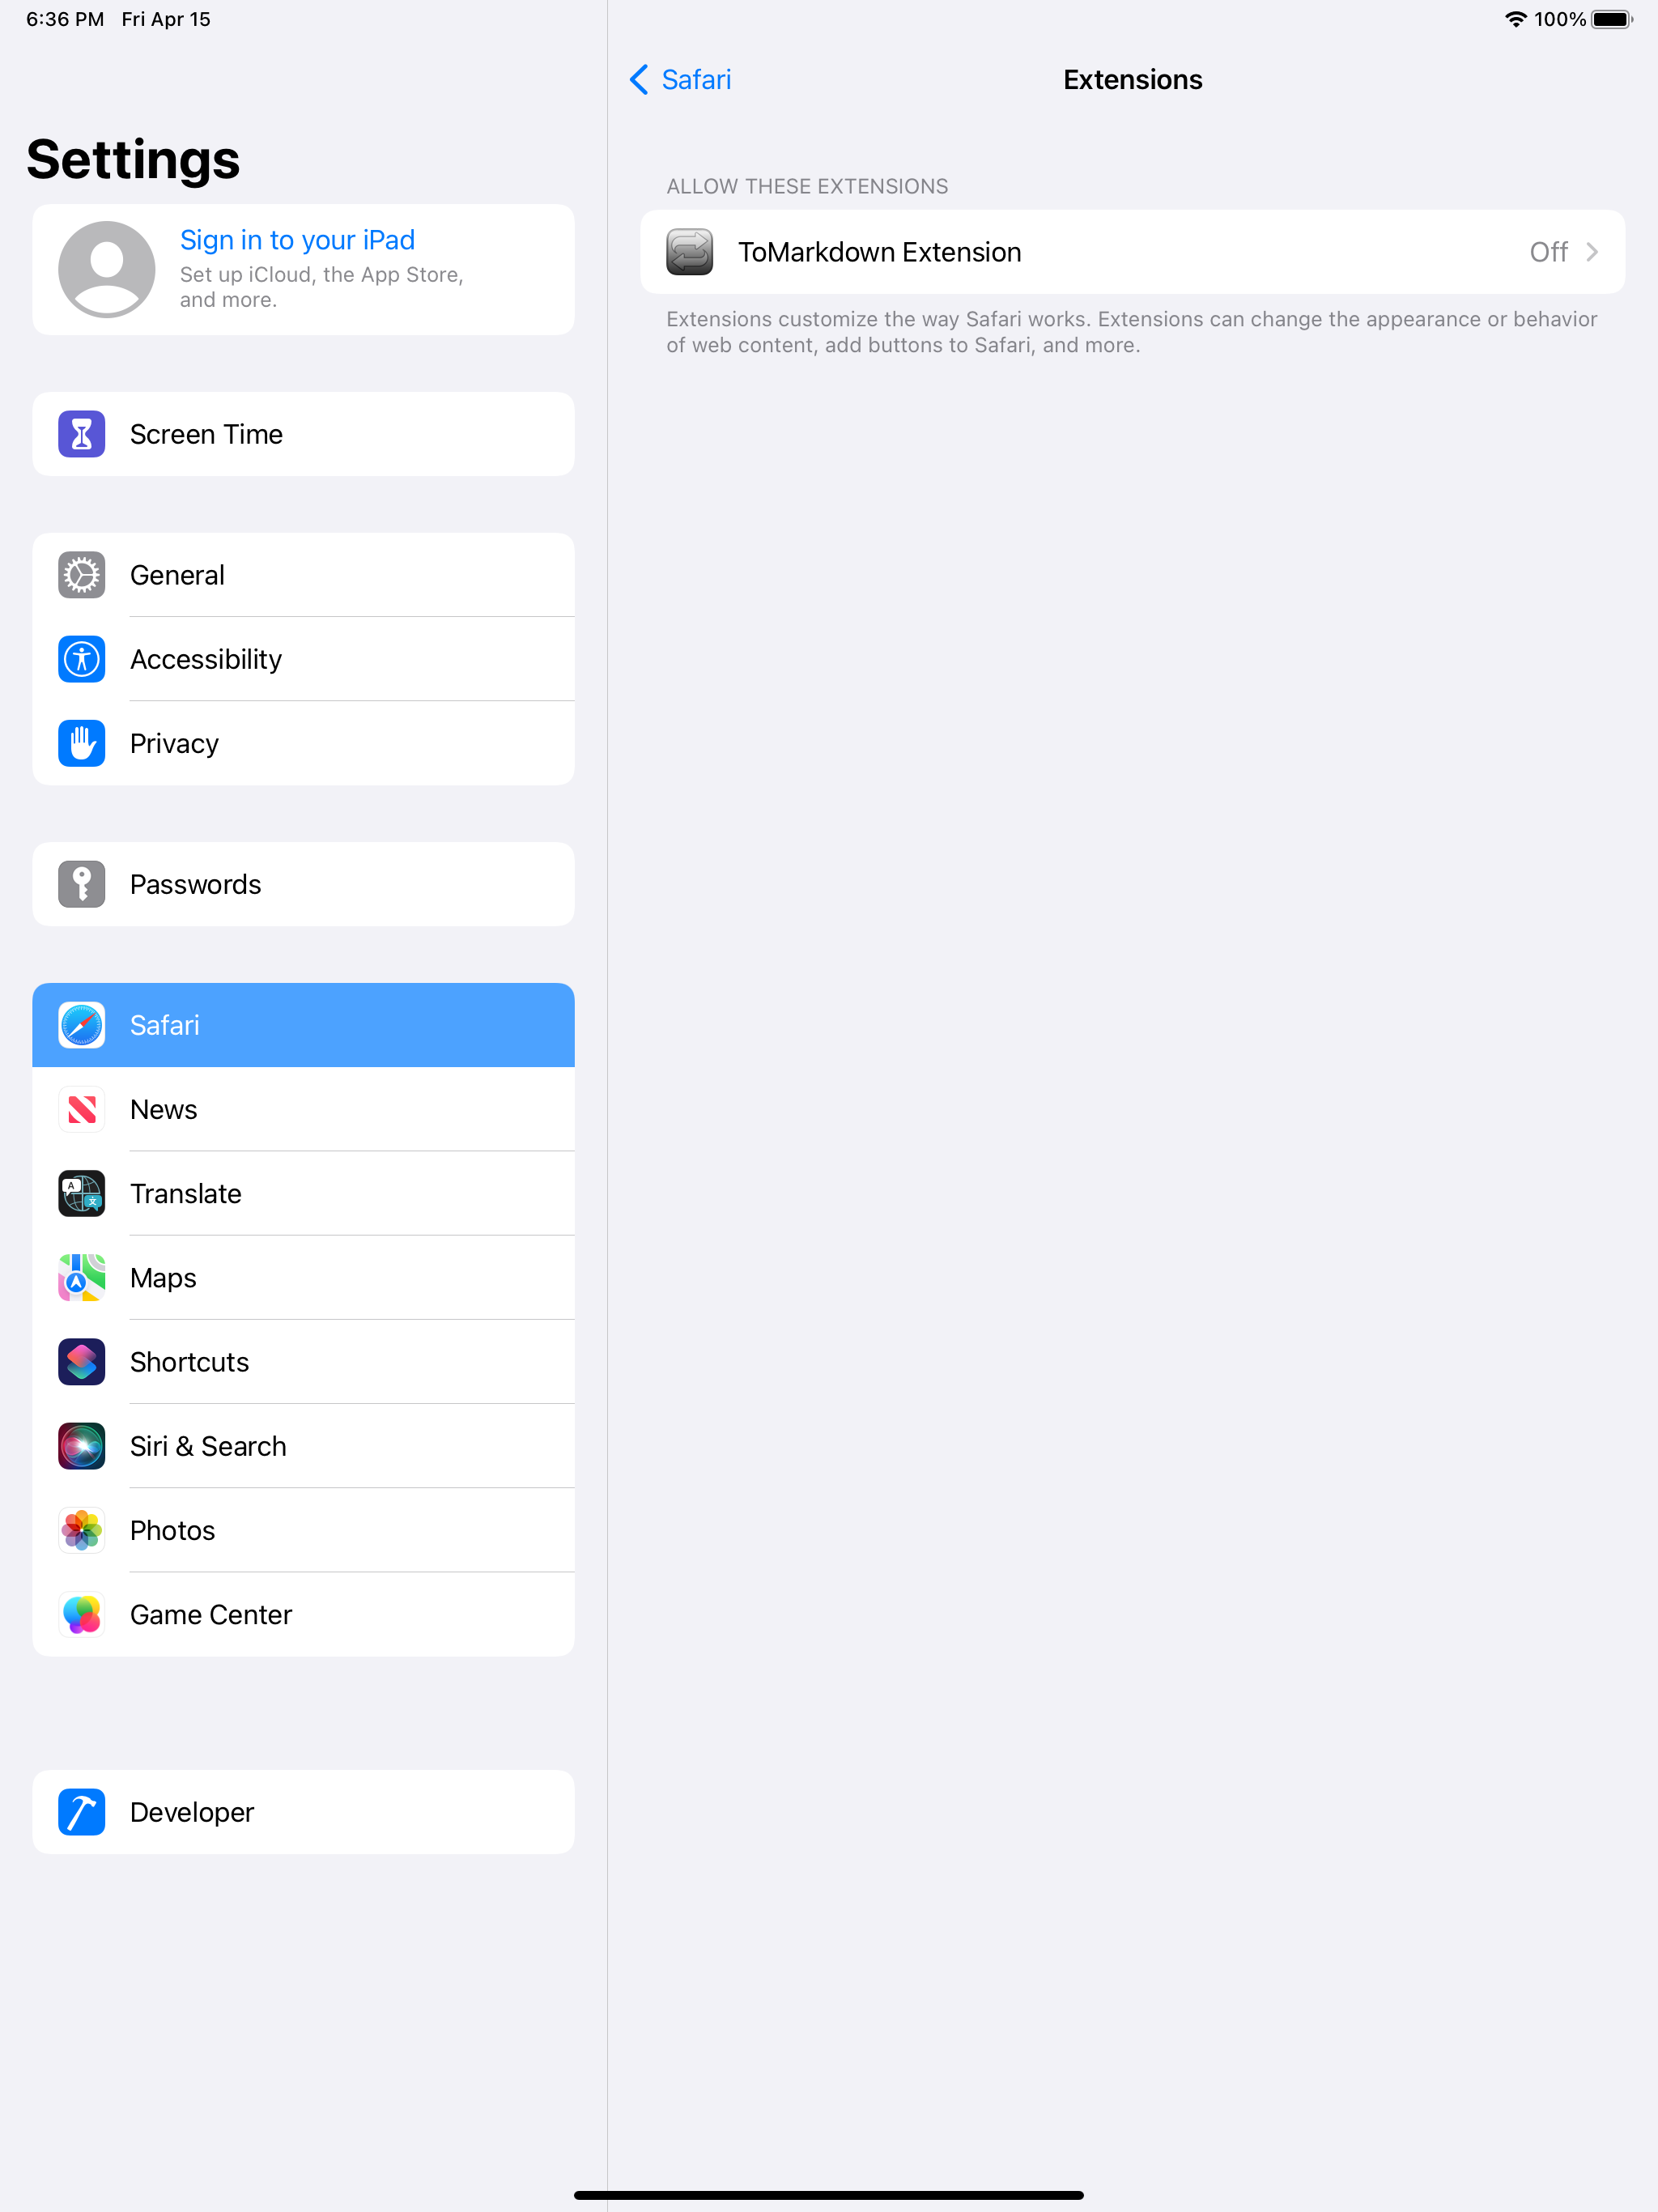 6:36 PM Fri Apr 15
100%
Settings
Sign in to your iPad
Set up iCloud, the App Store,
and more.
Screen Time
General
Accessibility
Privacy
Passwords
Safari
News
Translate
Maps
Shortcuts
Siri & Search
Photos
Game Center
Developer
Safari
Extensions
ALLOW THESE EXTENSIONS
ToMarkdown Extension Off
Extensions customize the way Safari works. Extensions can change the appearance or behavior
of web content, add buttons to Safari, and more.